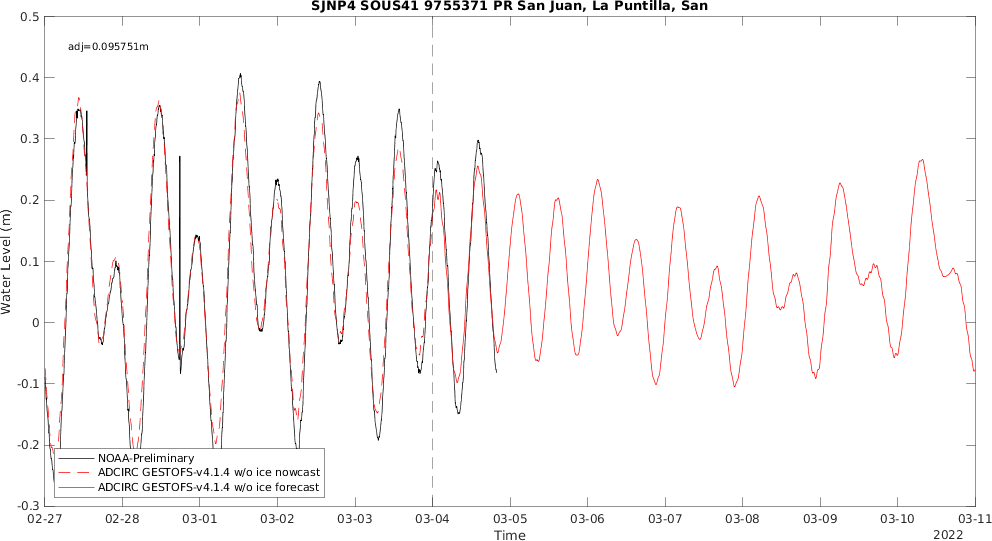 SJNP4 SOUS41 9755371 PR San Juan, La Puntilla, San
adj=0.095751m
0.5
0.4
0.3
0.2
0.1
0
-0.1
-0.2
-0.3
Water Level (m)
NOAA-Preliminary
ADCIRC GESTOFS-v4.1.4 w/o ice nowcast
ADCIRC GESTOFS-v4.1.4 w/o ice forecast
02-27 02-28 03-01 03-02 03-03 03-04 03-05 03-06 03-07 03-08 03-09 03-10 03-11
Time
2022